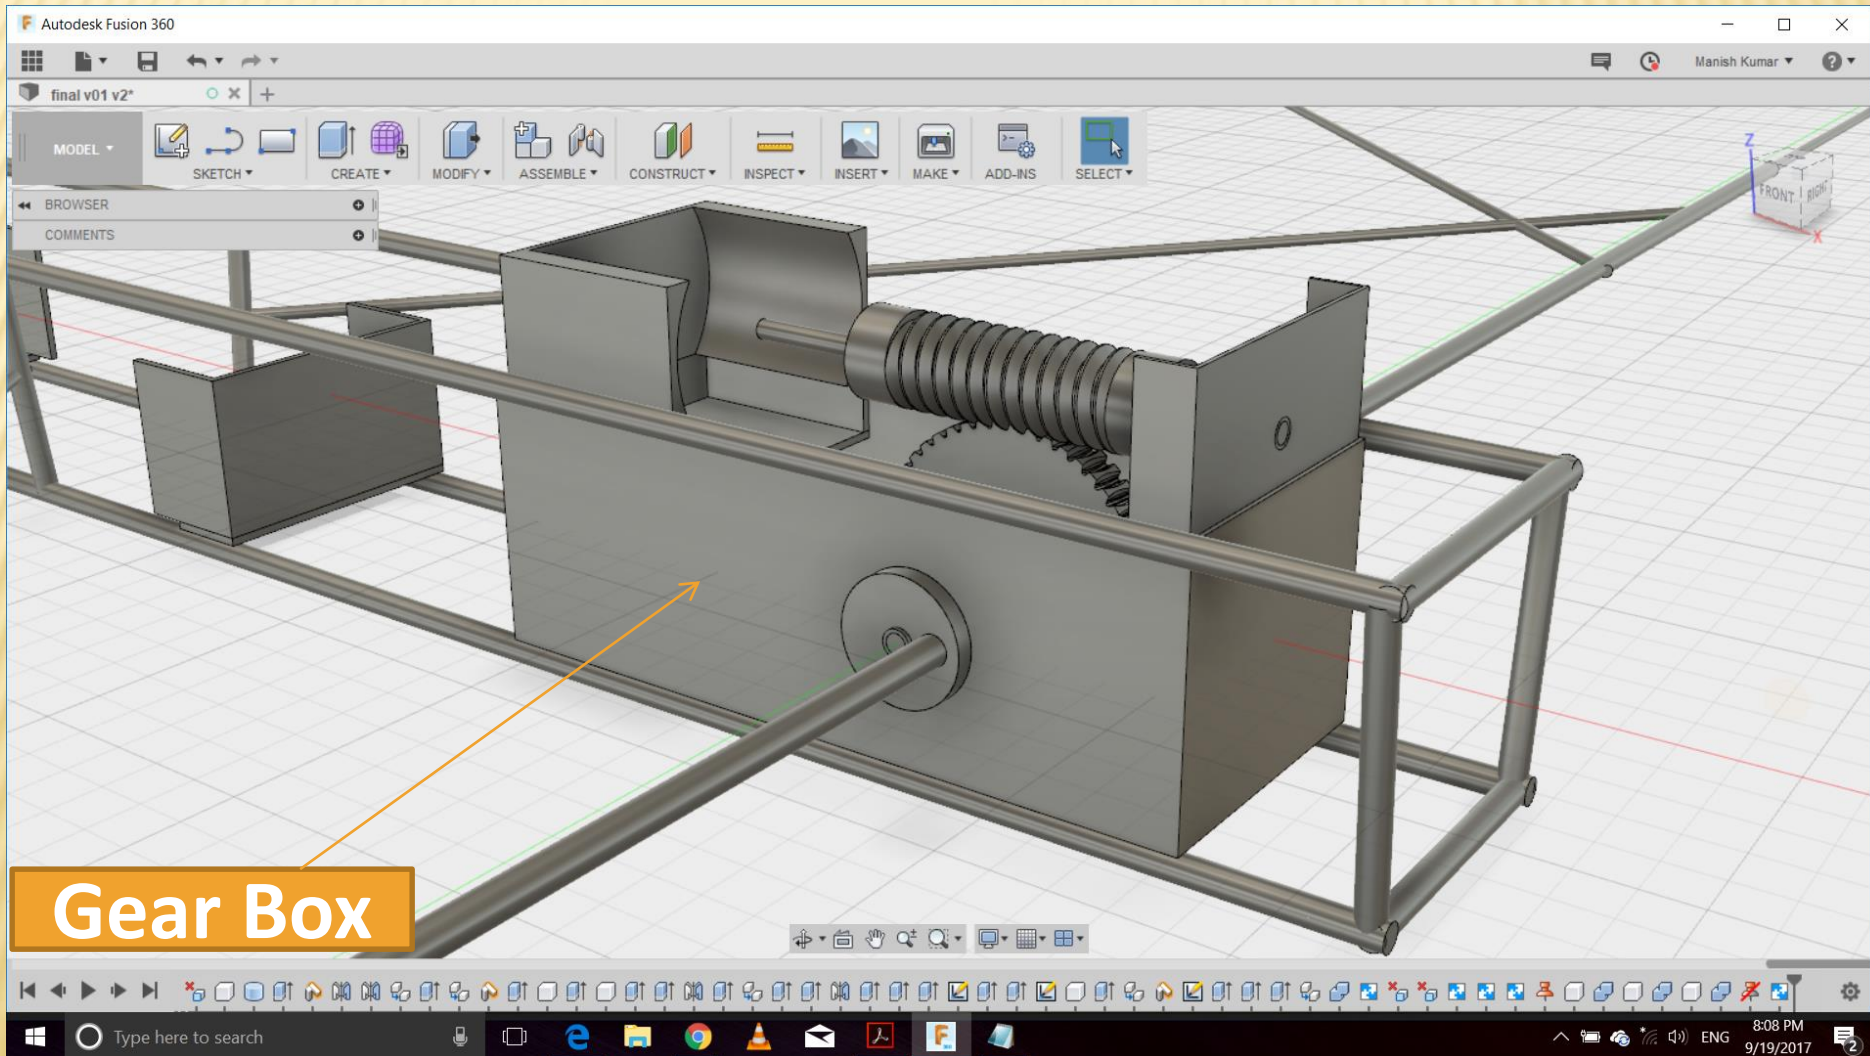 Autodesk Fusion 360
Manish Kumar
final v01 v2*
MODEL
SKETCH
CREATE
MODIFY
ASSEMBLE
CONSTRUCT
INSPECT
INSERT
MAKE
ADD-INS
SELECT
BROWSER
COMMENTS
Z
FRONT
RIGHT
X
Gear Box
Type here to search
ENG
8:08 PM
9/19/2017
2